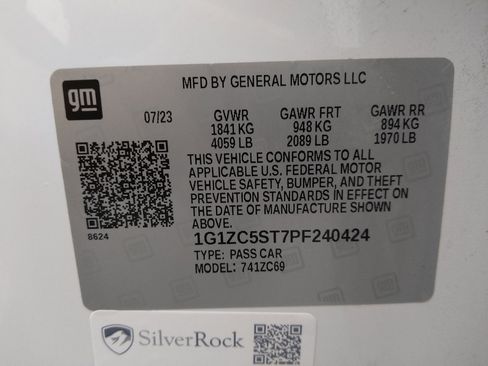 gm
MFD BY GENERAL MOTORS LLC
07/23 GVWR GAWR FRT GAWR RR
1841 KG 948 KG 894 KG
4059 LB 2089 LB 1970 LB
THIS VEHICLE CONFORMS TO ALL
APPLICABLE U.S. FEDERAL MOTOR
VEHICLE SAFETY, BUMPER, AND THEFT
PREVENTION STANDARDS IN EFFECT ON
THE DATE OF MANUFACTURE SHOWN
ABOVE.
8624
1G1ZC5ST7PF240424
TYPE: PASS CAR
MODEL: 741ZC69
SilverRock